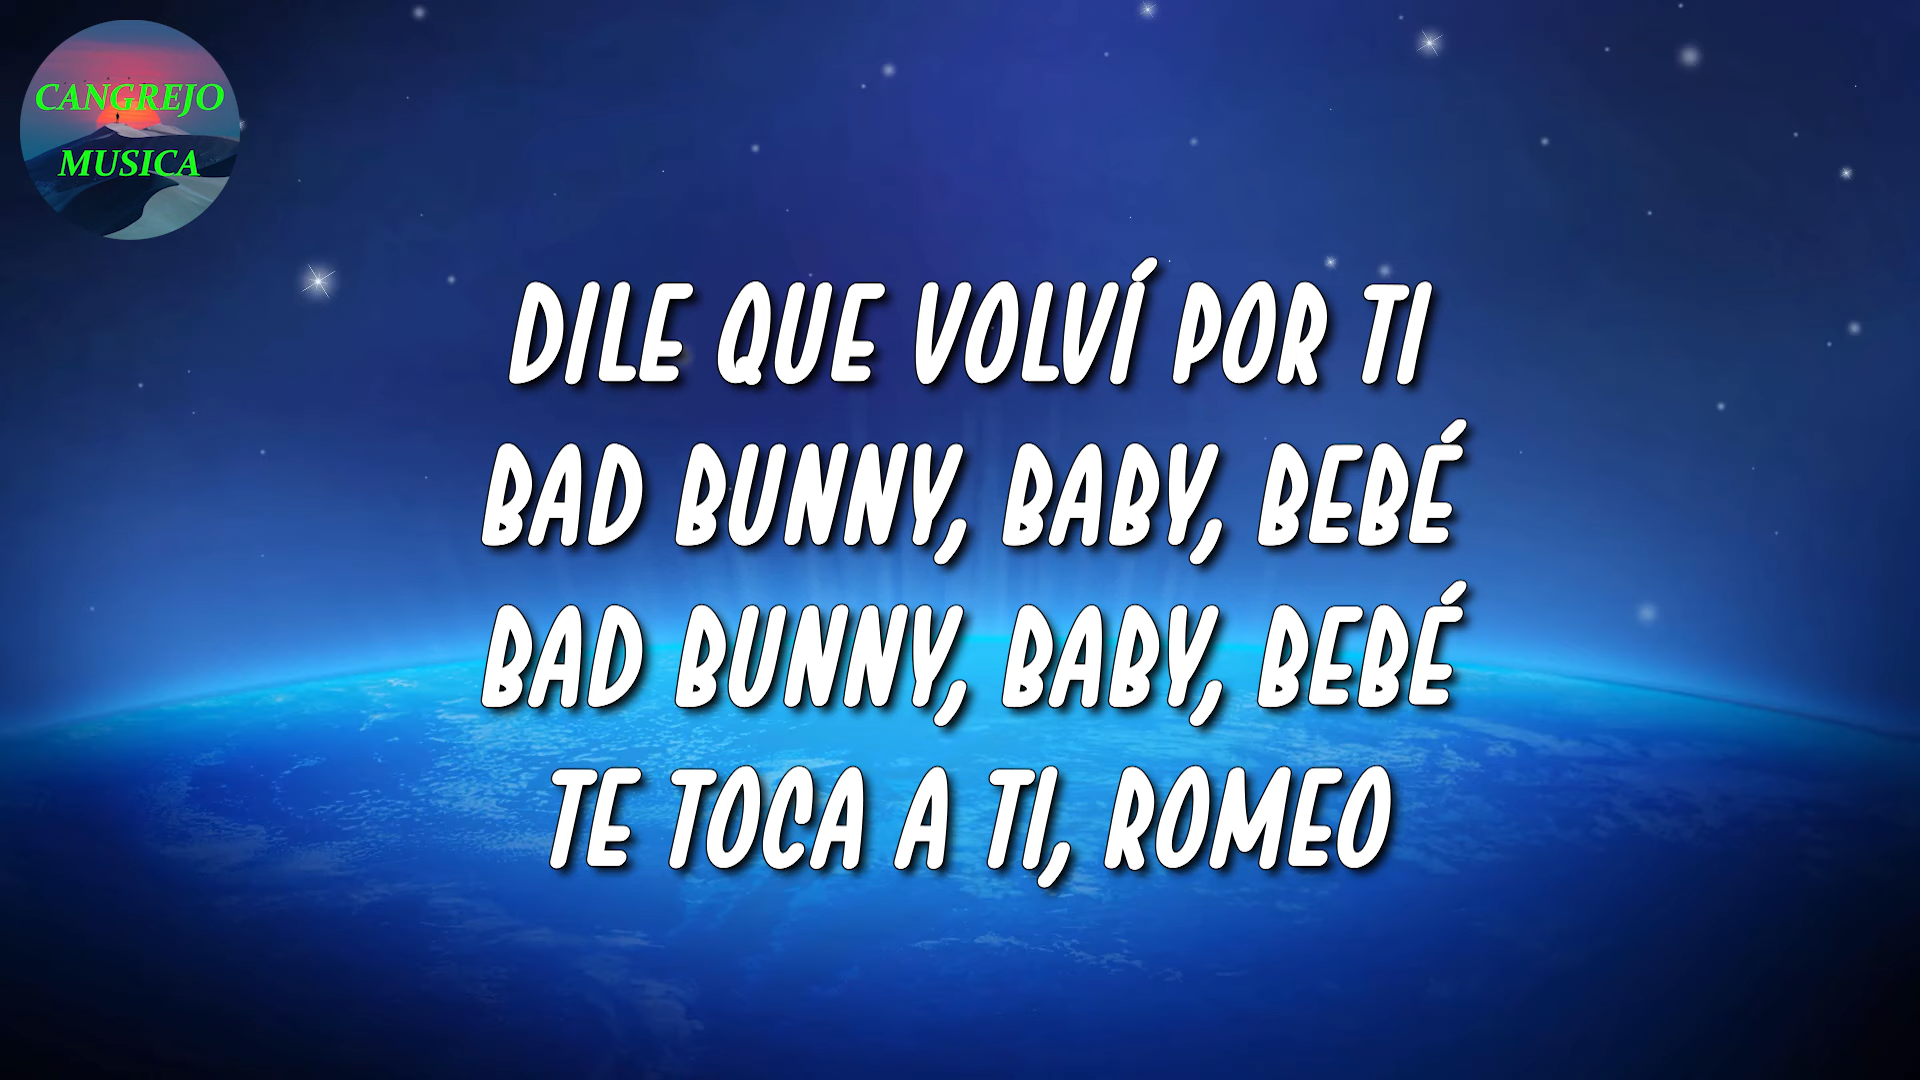 CANGREJO
MUSICA
DILE QUE VOLVÍ POR TI
BAD BUNNY, BABY, BEBÉ
BAD BUNNY, BABY, BEBÉ
TE TOCA A TI, ROMEO